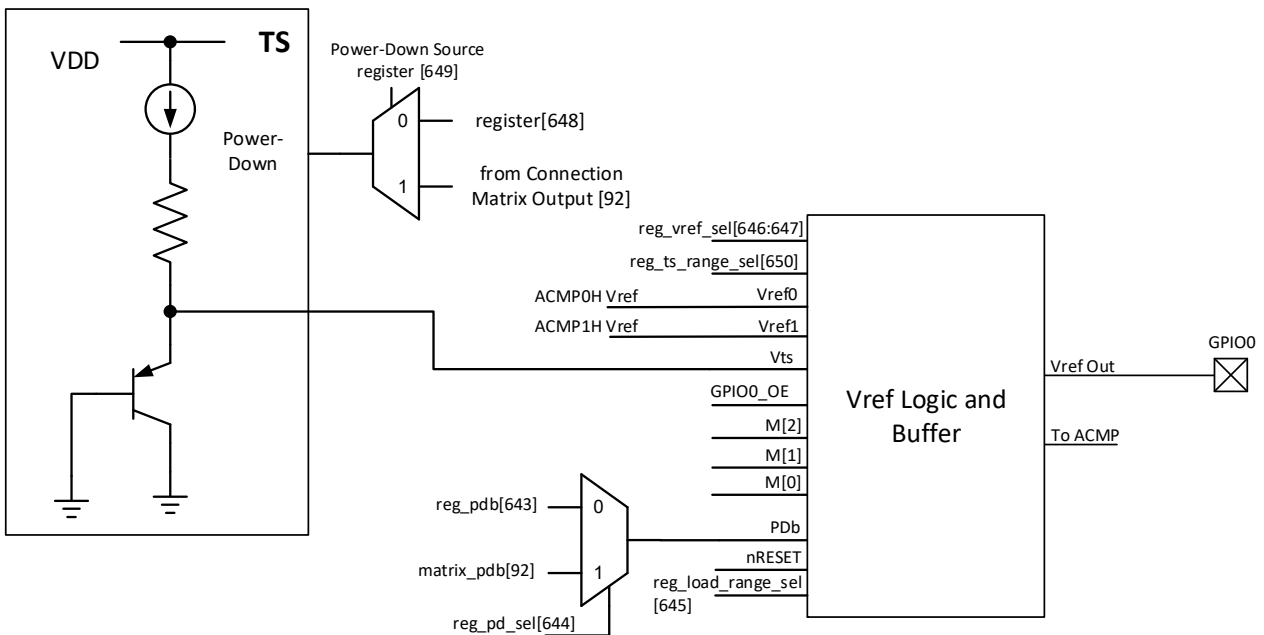 TS
VDD
Power-
Down
Power-Down Source
register [649]
0
register[648]
1
from Connection
Matrix Output [92]
reg_vref_sel[646:647]
reg_ts_range_sel[650]
ACMP0H Vref
Vref0
ACMP1H Vref
Vref1
Vts
GPIO0_OE
M[2]
M[1]
M[0]
PDb
nRESET
reg_load_range_sel
[645]
Vref Logic and
Buffer
Vref Out
To ACMP
GPIO0
reg_pdb[643]
0
matrix_pdb[92]
1
reg_pd_sel[644]